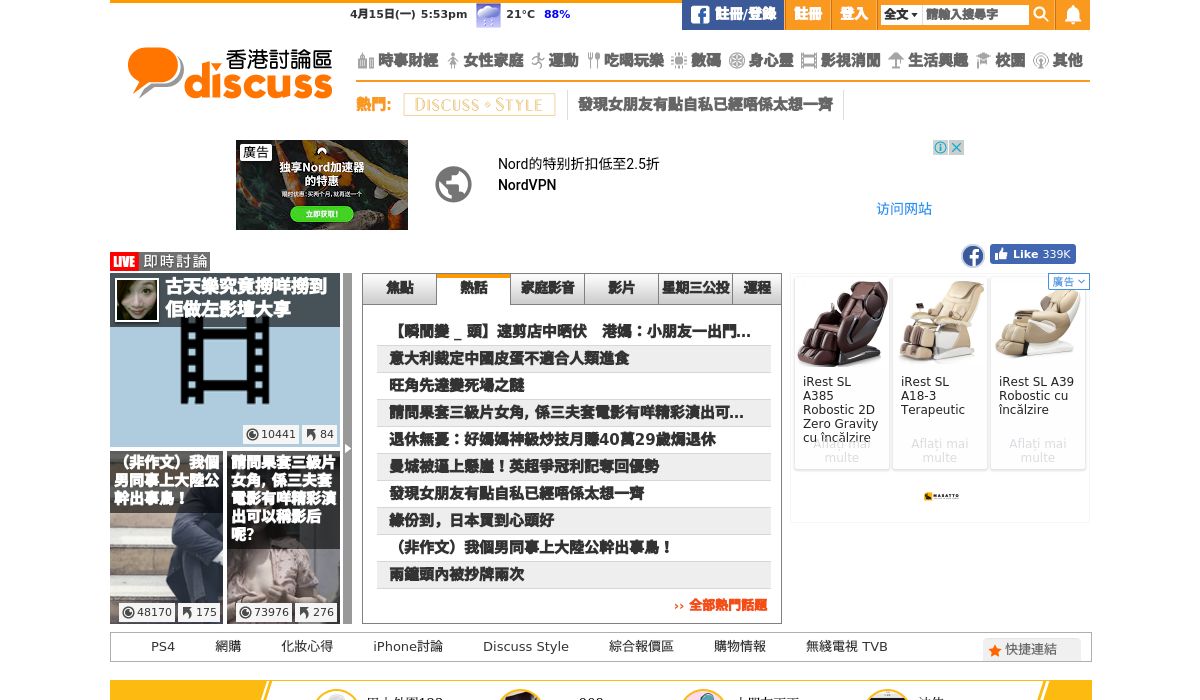 4月15日(一) 5:53pm 21°C 88%
註冊/登錄 註冊 登入 全文 請輸入搜尋字
香港討論區
discuss
時事財經 女性家庭 運動 吃喝玩樂 數碼 身心靈 影視消閒 生活興趣 校園 其他
熱門: DISCUSS STYLE 發現女朋友有點自私已經唔係太想一齊
廣告
独享Nord加速器
的特惠
限时优惠:买两个月,就再送一个
立即获取!
Nord的特别折扣低至2.5折
NordVPN
访问网站
LIVE 即時討論
Like 339K
古天樂究竟撈咩撈到
佢做左影壇大享
10441 84
（非作文）我個
男同事上大陸公
幹出事鳥！
48170 175
請問果套三級片
女角, 係三夫套
電影有咩精彩演
出可以稱影后
呢?
73976 276
焦點 熱話 家庭影音 影片 星期三公投 運程
【瞬間變 _ 頭】速剪店中晒伏 港媽：小朋友一出門...
意大利裁定中國皮蛋不適合人類進食
旺角先達變死場之謎
請問果套三級片女角, 係三夫套電影有咩精彩演出可...
退休無憂：好媽媽神級炒技月賺40萬29歲焗退休
曼城被逼上懸崖！英超爭冠利記奪回優勢
發現女朋友有點自私已經唔係太想一齊
緣份到，日本買到心頭好
（非作文）我個男同事上大陸公幹出事鳥！
兩鐘頭內被抄牌兩次
›› 全部熱門話題
廣告
iRest SL
A385
Robotic 2D
Zero Gravity
cu încălzire
Aflați mai
multe
iRest SL
A18-3
Terapeutic
Aflați mai
multe
iRest SL A39
Robotic cu
încălzire
Aflați mai
multe
PS4 網購 化妝心得 iPhone討論 Discuss Style 綜合報價區 購物情報 無綫電視 TVB 快捷連結